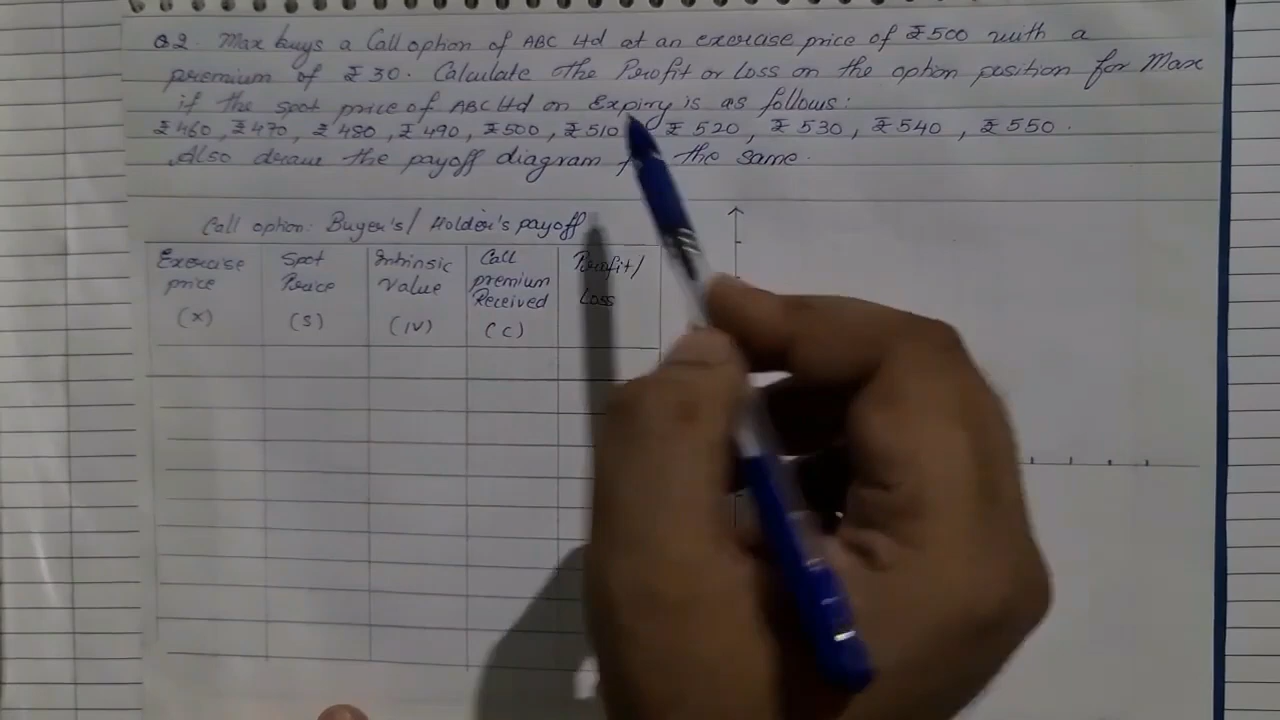 Q2. Max buys a Call option of ABC Ltd at an exercise price of ₹500 with a
premium of ₹30. Calculate the Profit or Loss on the option position for Max
if the spot price of ABC Ltd on Expiry is as follows:
₹460, ₹470, ₹480, ₹490, ₹500, ₹510, ₹520, ₹530, ₹540, ₹550.
Also draw the payoff diagram the same.
Call option: Buyer's/ Holder's payoff
Exercise price (X)
Spot Price (S)
Intrinsic Value (IV)
Call premium Received (C)
Profit/ Loss